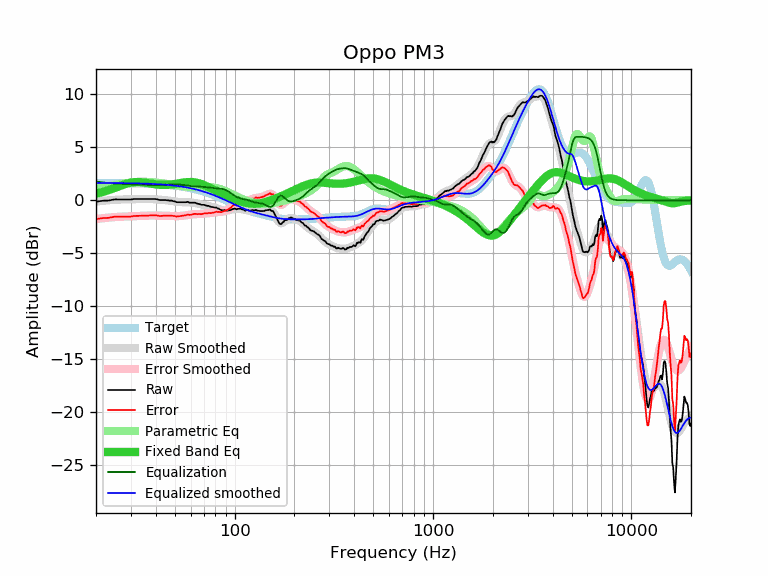 Oppo PM3
10
5
0
−5
−10
−15
−20
−25
Amplitude (dBr)
Target
Raw Smoothed
Error Smoothed
Raw
Error
Parametric Eq
Fixed Band Eq
Equalization
Equalized smoothed
100
1000
10000
Frequency (Hz)